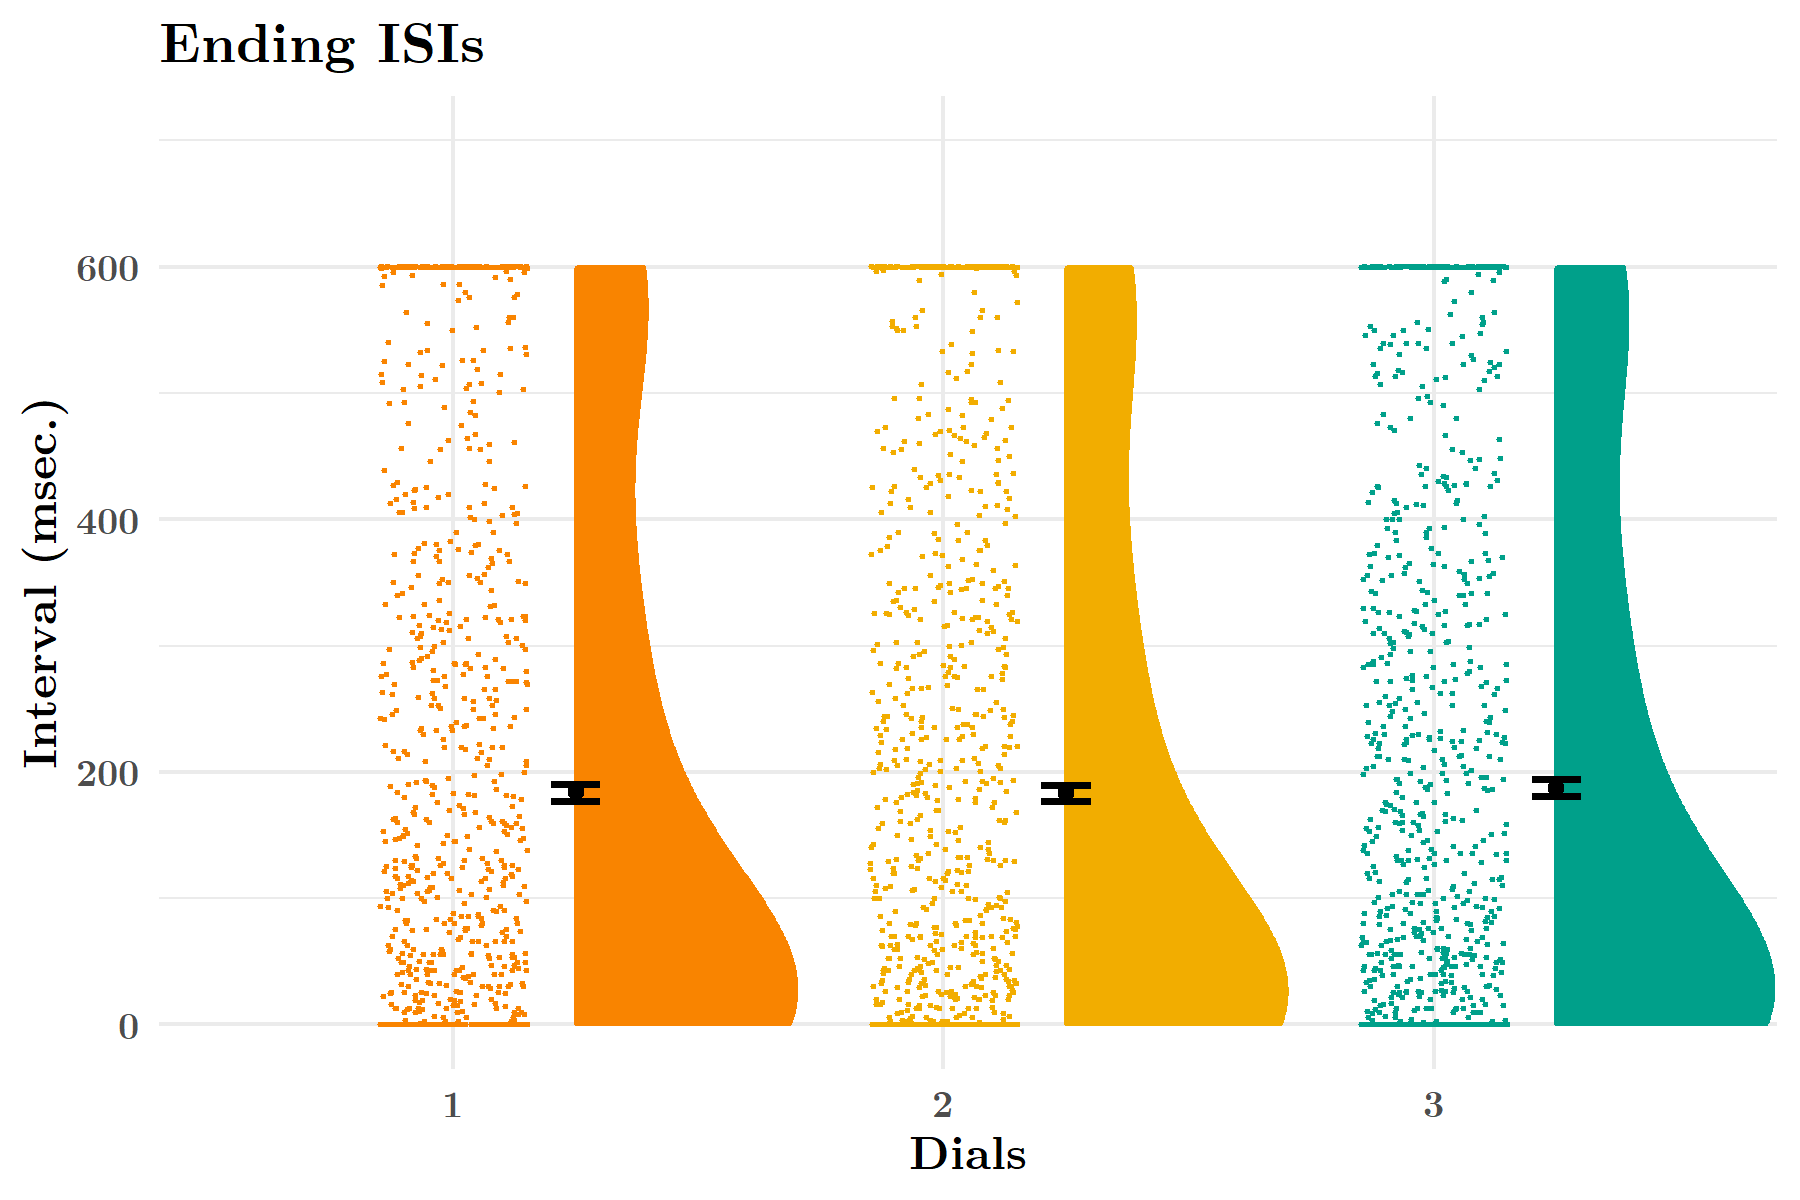 Ending ISIs
Interval (msec.)
600
400
200
0
1 2 3
Dials